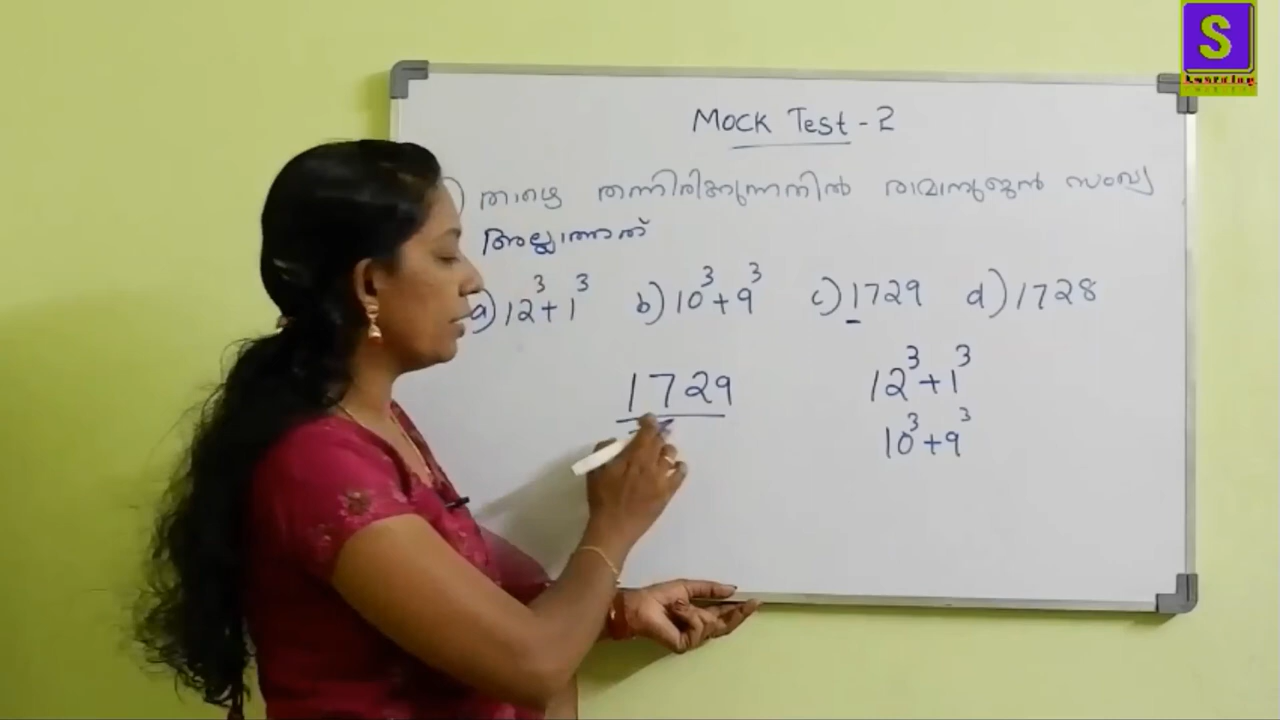 S
Learning
Mock Test - 2
) താഴെ തന്നിരിക്കുന്നതിൽ രാമാനുജൻ സംഖ്യ
അല്ലാത്തത്
a) 12³ + 1³ b) 10³ + 9³ c) 1729 d) 1728
1729 12³ + 1³
10³ + 9³